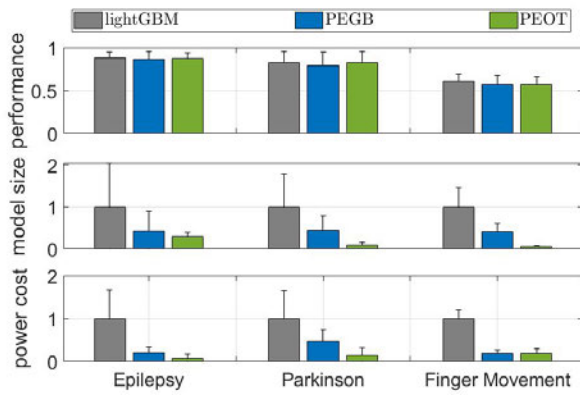 lightGBM PEGB PEOT
performance
1
0.5
0
model size
2
1
0
power cost
2
1
0
Epilepsy Parkinson Finger Movement